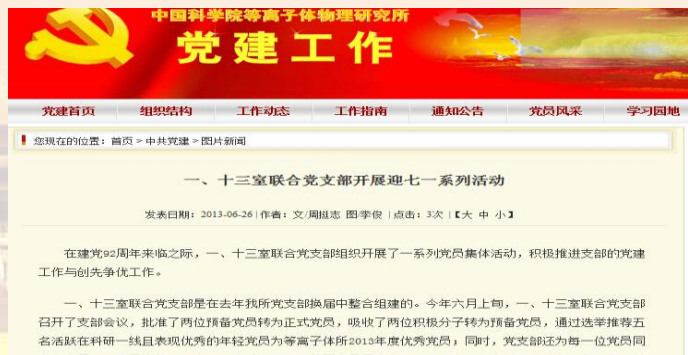 中国科学院等离子体物理研究所
党建工作
党建首页 组织结构 工作动态 工作指南 通知公告 党员风采 学习园地
您现在的位置：首页 > 中共党建 > 图片新闻
一、十三室联合党支部开展迎七一系列活动
发表日期：2013-06-26 | 作者：文/周挺志 图/李俊 | 点击：3次 | 【大 中 小】
在建党92周年来临之际，一、十三室联合党支部组织开展了一系列党员集体活动，积极推进支部的党建
工作与创先争优工作。
一、十三室联合党支部是在去年我所党支部换届中整合组建的。今年六月上旬，一、十三室联合党支部
召开了支部会议，批准了两位预备党员转为正式党员，吸收了两位积极分子转为预备党员，通过选举推荐五
名活跃在科研一线且表现优秀的年轻党员为等离子体所2013年度优秀党员；同时，党支部还为每一位党员同